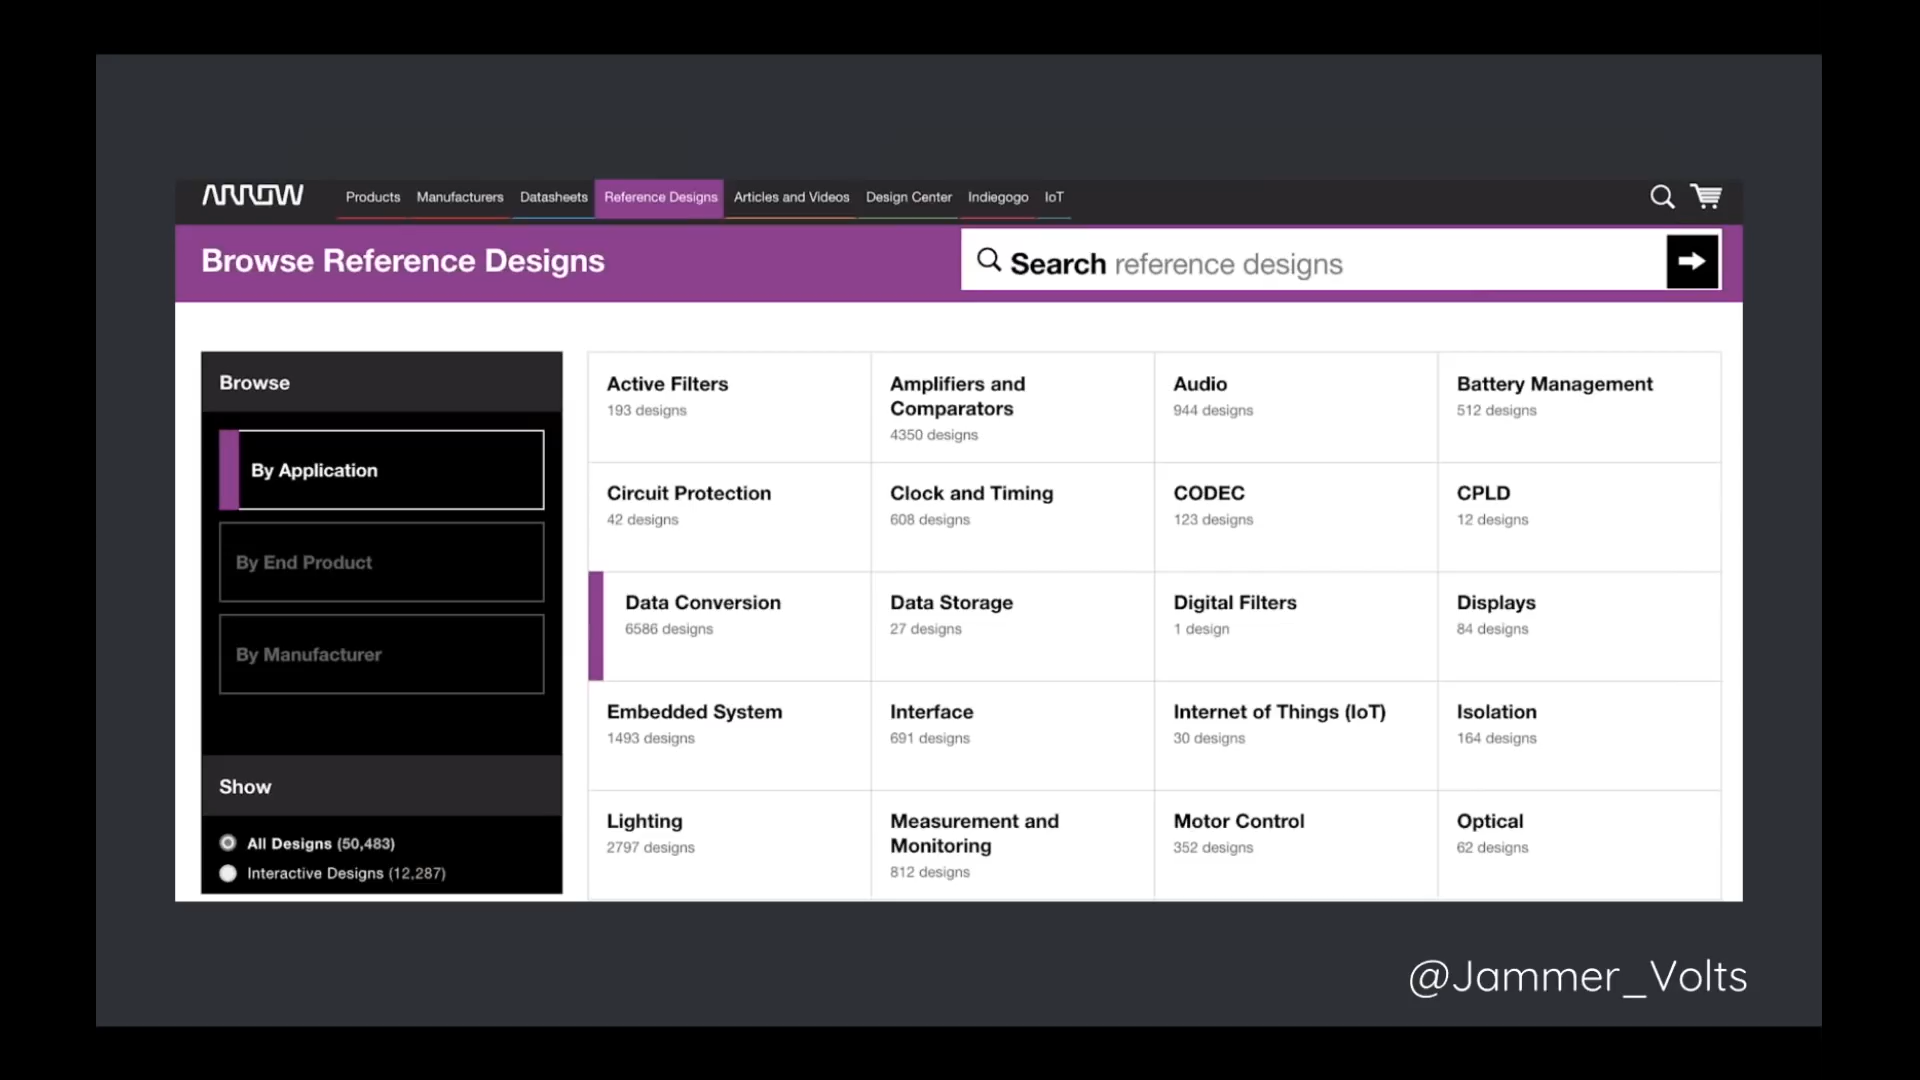 ARROW
Products Manufacturers Datasheets Reference Designs Articles and Videos Design Center Indiegogo IoT
Browse Reference Designs
Search reference designs
Browse
By Application
By End Product
By Manufacturer
Show
All Designs (50,483)
Interactive Designs (12,287)
Active Filters
193 designs
Amplifiers and
Comparators
4350 designs
Audio
944 designs
Battery Management
512 designs
Circuit Protection
42 designs
Clock and Timing
608 designs
CODEC
123 designs
CPLD
12 designs
Data Conversion
6586 designs
Data Storage
27 designs
Digital Filters
1 design
Displays
84 designs
Embedded System
1493 designs
Interface
691 designs
Internet of Things (IoT)
30 designs
Isolation
164 designs
Lighting
2797 designs
Measurement and
Monitoring
812 designs
Motor Control
352 designs
Optical
62 designs
@Jammer_Volts